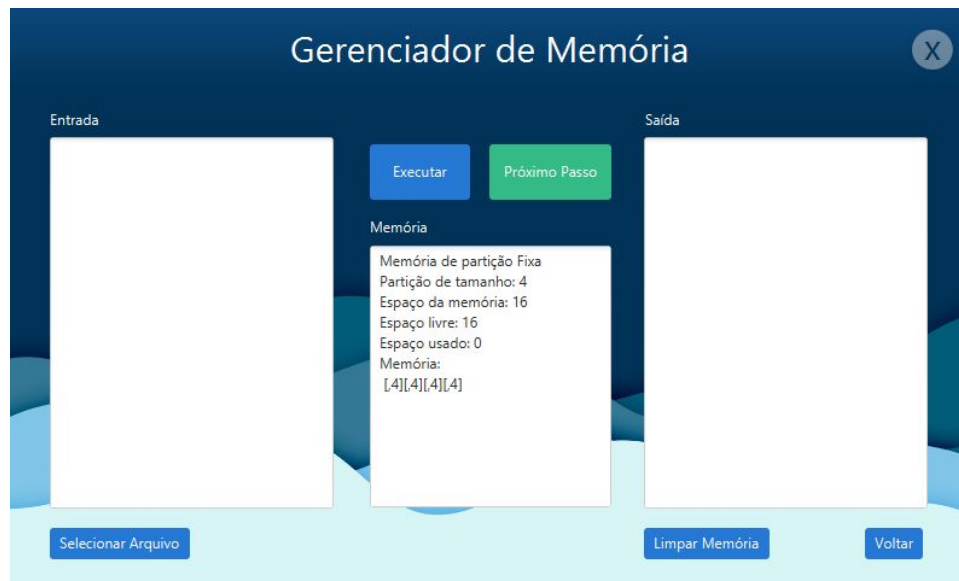 Gerenciador de Memória
X
Entrada
Saída
Executar
Próximo Passo
Memória
Memória de partição Fixa
Partição de tamanho: 4
Espaço da memória: 16
Espaço livre: 16
Espaço usado: 0
Memória:
[,4][,4][,4][,4]
Selecionar Arquivo
Limpar Memória
Voltar